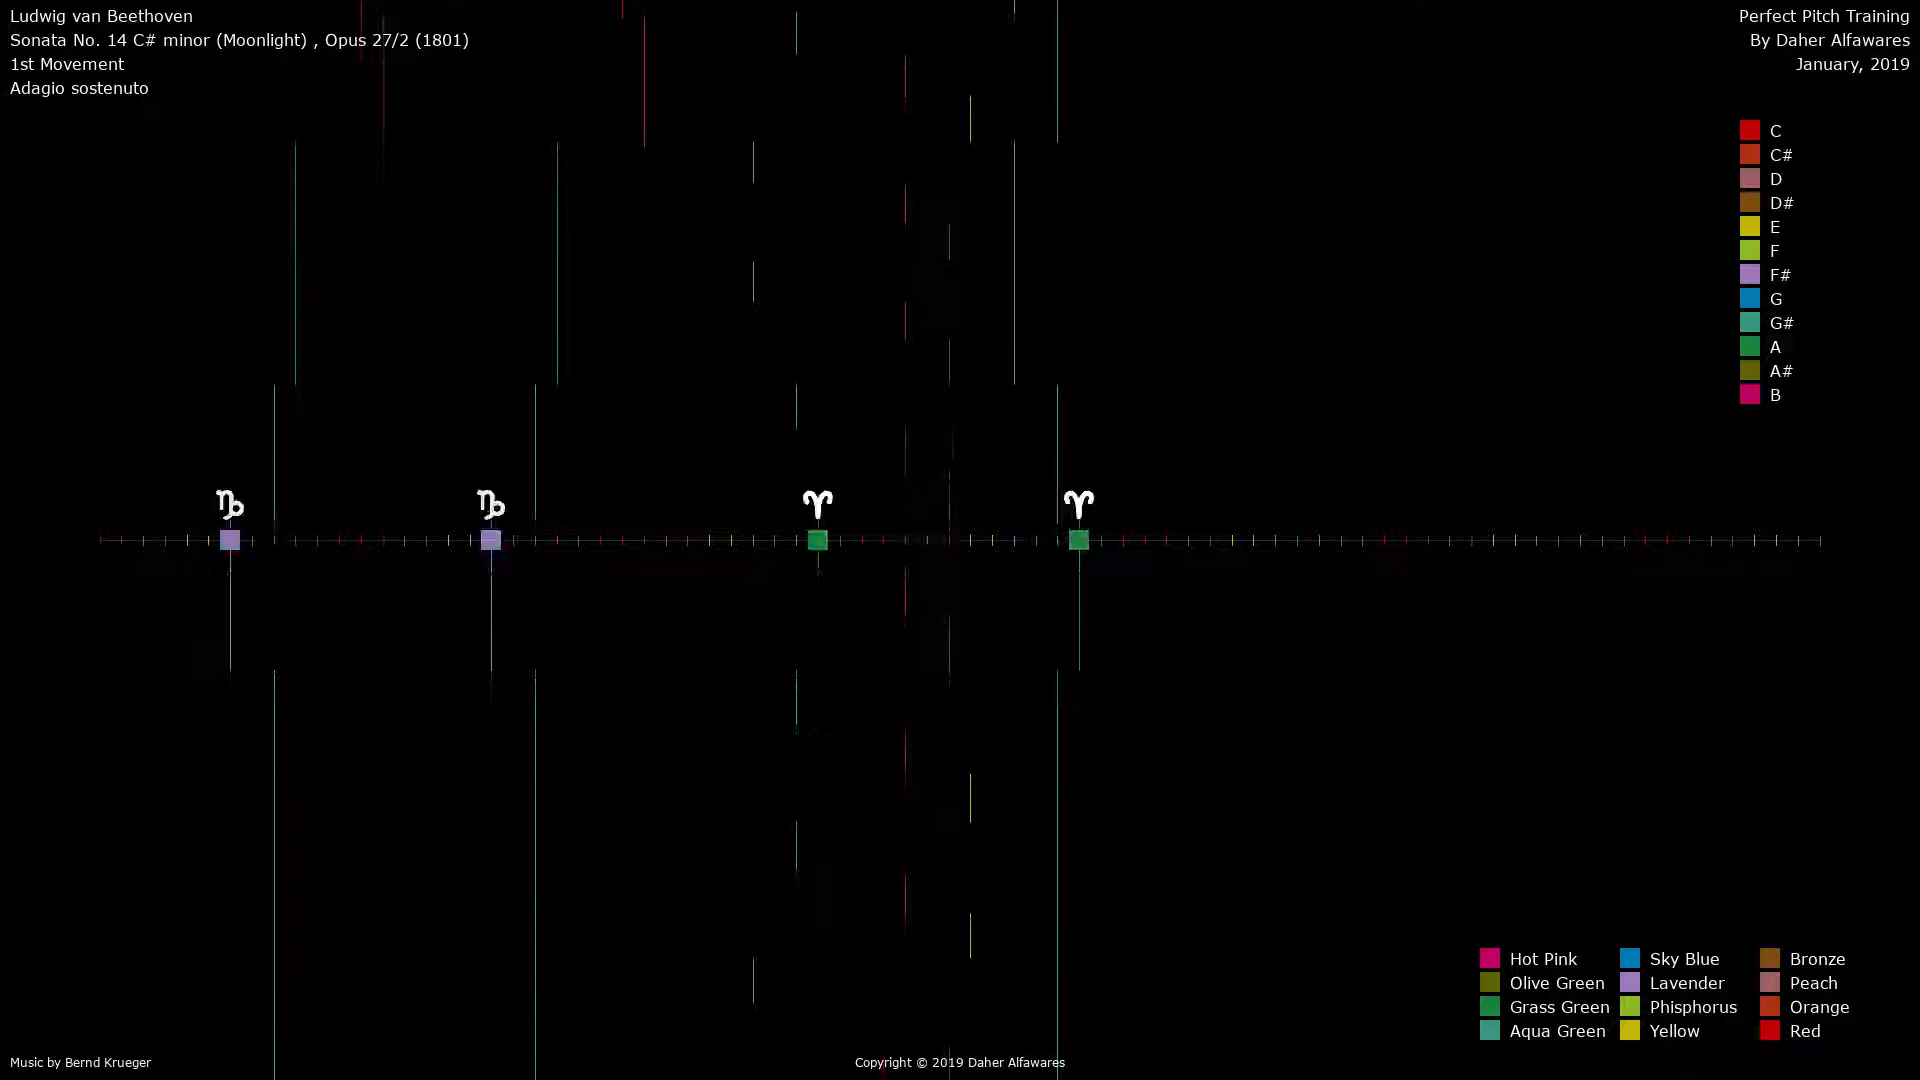 Ludwig van Beethoven
Sonata No. 14 C# minor (Moonlight) , Opus 27/2 (1801)
1st Movement
Adagio sostenuto
Perfect Pitch Training
By Daher Alfawares
January, 2019
C
C#
D
D#
E
F
F#
G
G#
A
A#
B
♑ ♑ ♈ ♈
Hot Pink Sky Blue Bronze
Olive Green Lavender Peach
Grass Green Phisphorus Orange
Aqua Green Yellow Red
Music by Bernd Krueger
Copyright © 2019 Daher Alfawares